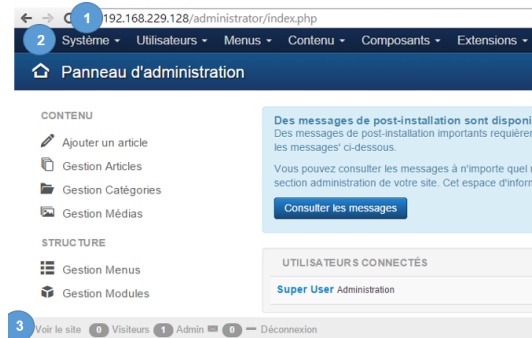 1 192.168.229.128/administrator/index.php
2 Système Utilisateurs Menus Contenu Composants Extensions
Panneau d'administration
CONTENU
Ajouter un article
Gestion Articles
Gestion Catégories
Gestion Médias
STRUCTURE
Gestion Menus
Gestion Modules
Des messages de post-installation sont
Des messages de post-installation importants
les messages' ci-dessous.
Vous pouvez consulter les messages à n'importe quel
section administration de votre site. Cet espace
Consulter les messages
UTILISATEURS CONNECTÉS
Super User Administration
3 Voir le site 0 Visiteurs 1 Admin 0 Déconnexion